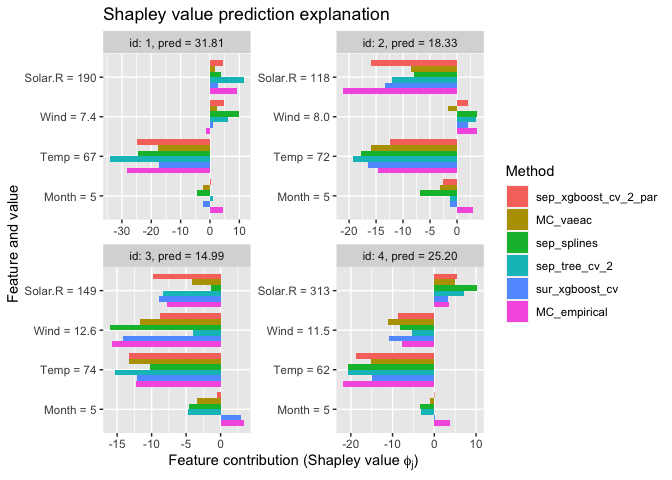 Shapley value prediction explanation
id: 1, pred = 31.81
id: 2, pred = 18.33
Solar.R = 190
Wind = 7.4
Temp = 67
Month = 5
-30 -20 -10 0 10
Solar.R = 118
Wind = 8.0
Temp = 72
Month = 5
-20 -15 -10 -5 0
id: 3, pred = 14.99
id: 4, pred = 25.20
Solar.R = 149
Wind = 12.6
Temp = 74
Month = 5
-15 -10 -5 0
Solar.R = 313
Wind = 11.5
Temp = 62
Month = 5
-20 -10 0 10
Feature and value
Feature contribution (Shapley value ϕj)
Method
sep_xgboost_cv_2_par
MC_vaeac
sep_splines
sep_tree_cv_2
sur_xgboost_cv
MC_empirical